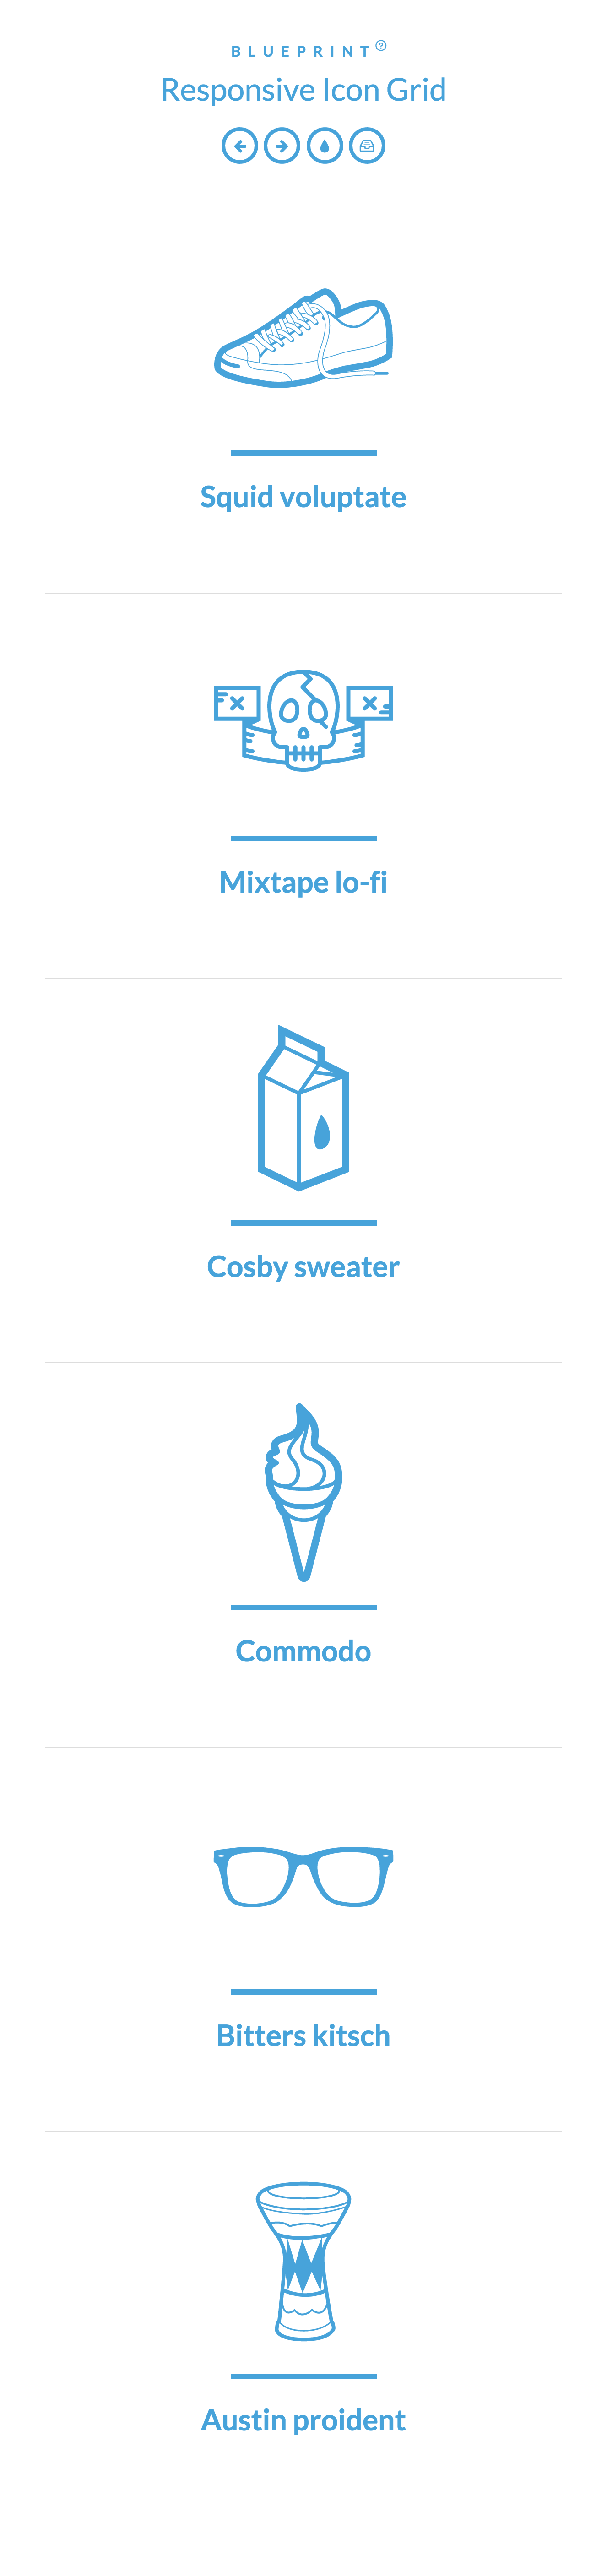 BLUEPRINT ?
Responsive Icon Grid
Squid voluptate
Mixtape lo-fi
Cosby sweater
Commodo
Bitters kitsch
Austin proident